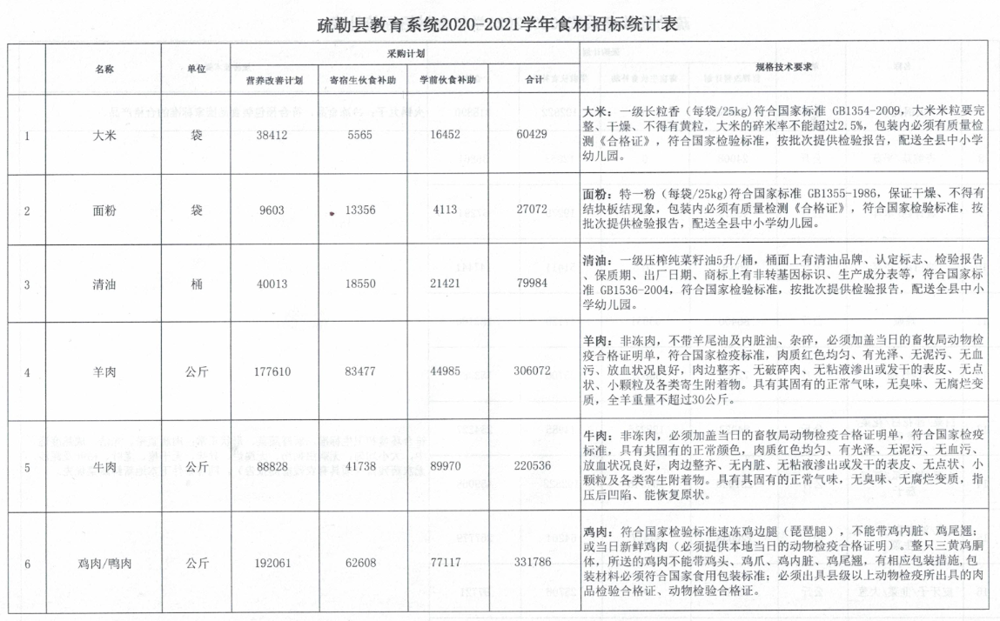 疏勒县教育系统2020-2021学年食材招标统计表
名称 单位 采购计划 规格技术要求
营养改善计划 寄宿生伙食补助 学前伙食补助 合计
1 大米 袋 38412 5565 16452 60429
大米：一级长粒香（每袋/25kg)符合国家标准 GB1354-2009，大米米粒要完
整、干燥、不得有黄粒，大米的碎米率不能超过2.5%，包装内必须有质量检
测《合格证》，符合国家检验标准，按批次提供检验报告，配送全县中小学
幼儿园。
2 面粉 袋 9603 13356 4113 27072
面粉：特一粉（每袋/25kg)符合国家标准 GB1355-1986，保证干燥、不得有
结块板结现象，包装内必须有质量检测《合格证》，符合国家检验标准，按
批次提供检验报告，配送全县中小学幼儿园。
3 清油 桶 40013 18550 21421 79984
清油：一级压榨纯菜籽油5升/桶，桶面上有清油品牌、认定标志、检验报告
、保质期、出厂日期、商标上有非转基因标识、生产成分表等，符合国家标
准 GB1536-2004，符合国家检验标准，按批次提供检验报告，配送全县中小
学幼儿园。
4 羊肉 公斤 177610 83477 44985 306072
羊肉：非冻肉，不带羊尾油及内脏油、杂碎，必须加盖当日的畜牧局动物检
疫合格证明单，符合国家检疫标准，肉质红色均匀、有光泽、无泥污、无血
污、放血状况良好，肉边整齐、无破碎肉、无粘液渗出或发干的表皮、无点
状、小颗粒及各类寄生附着物。具有其固有的正常气味，无臭味、无腐烂变
质，全羊重量不超过30公斤。
5 牛肉 公斤 88828 41738 89970 220536
牛肉：非冻肉，必须加盖当日的畜牧局动物检疫合格证明单，符合国家检疫
标准，具有其固有的正常颜色，肉质红色均匀、有光泽、无泥污、无血污、
放血状况良好，肉边整齐、无内脏、无粘液渗出或发干的表皮、无点状、小
颗粒及各类寄生附着物。具有其固有的正常气味，无臭味、无腐烂变质，指
压后凹陷、能恢复原状。
6 鸡肉/鸭肉 公斤 192061 62608 77117 331786
鸡肉：符合国家检验标准速冻鸡边腿（琵琶腿），不能带鸡内脏、鸡尾翘；
或当日新鲜鸡肉（必须提供本地当日的动物检疫合格证明）：整只三黄鸡胴
体，所送的鸡肉不能带鸡头、鸡爪、鸡内脏、鸡尾翘，有相应包装措施,包
装材料必须符合国家食用包装标准；必须出具县级以上动物检疫所出具的肉
品检验合格证、动物检验合格证。